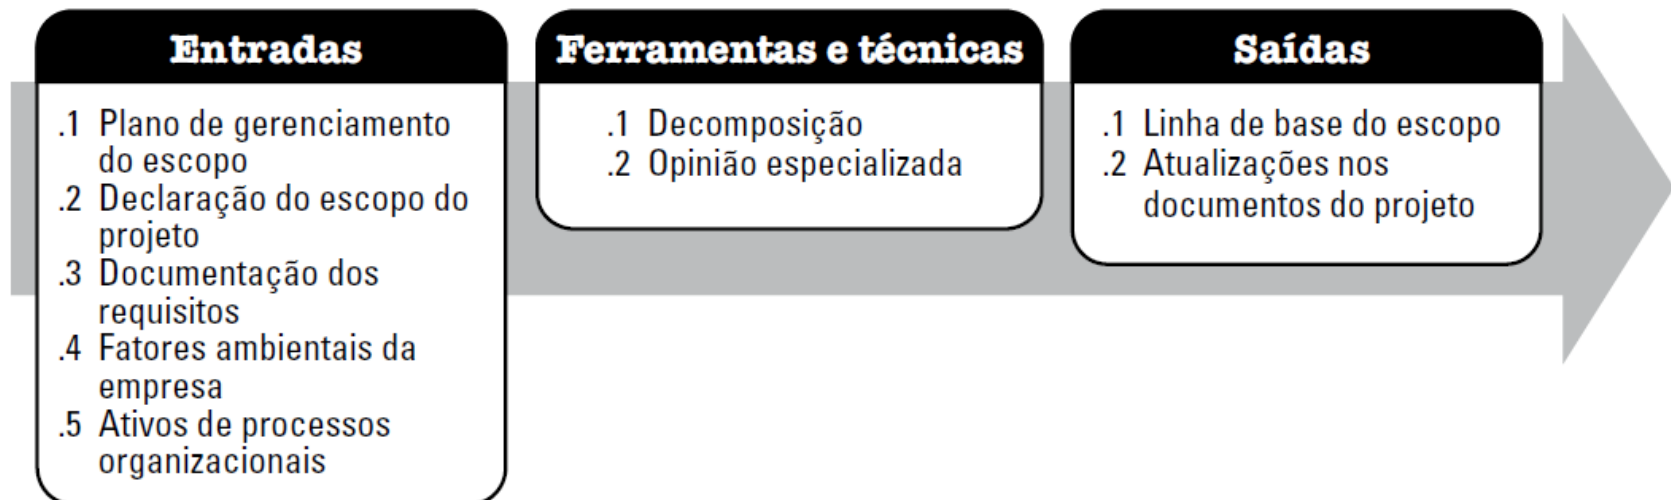 Entradas
.1 Plano de gerenciamento
do escopo
.2 Declaração do escopo do
projeto
.3 Documentação dos
requisitos
.4 Fatores ambientais da
empresa
.5 Ativos de processos
organizacionais
Ferramentas e técnicas
.1 Decomposição
.2 Opinião especializada
Saídas
.1 Linha de base do escopo
.2 Atualizações nos
documentos do projeto